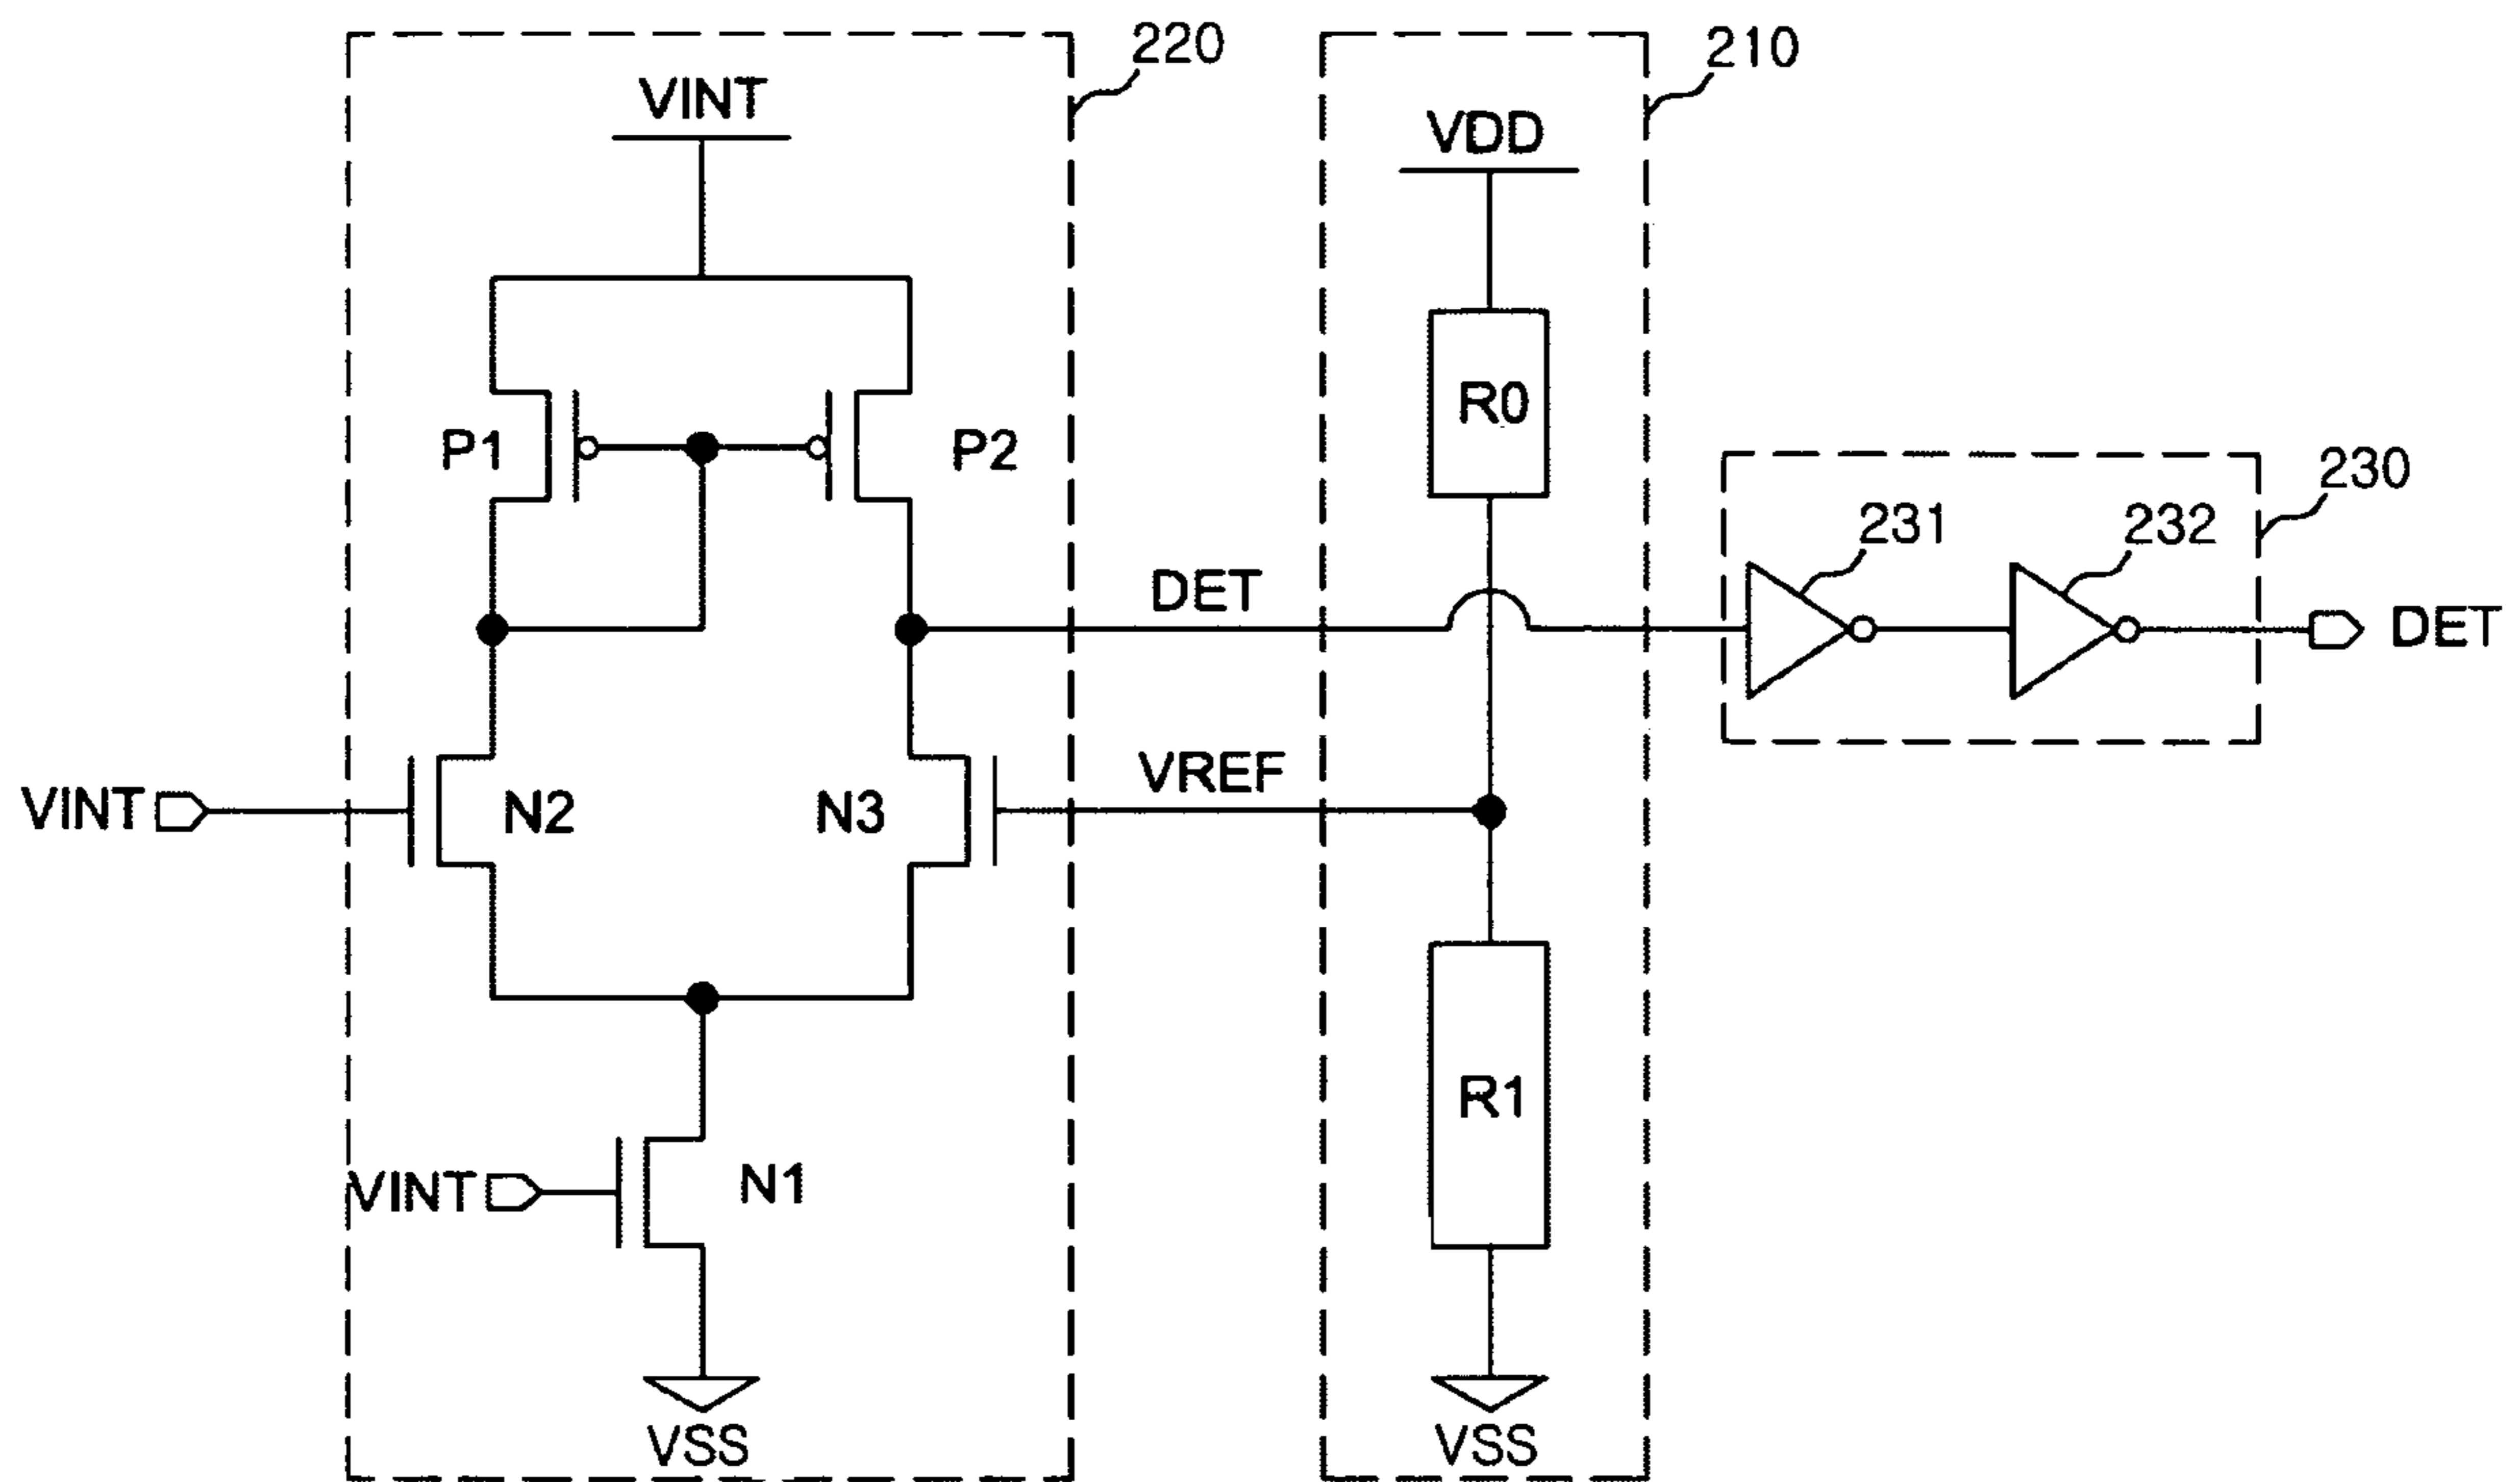 220
210
VINT
VDD
R0
P1
P2
230
231
232
DET
DET
VREF
VINT
N2
N3
R1
VINT
N1
VSS
VSS